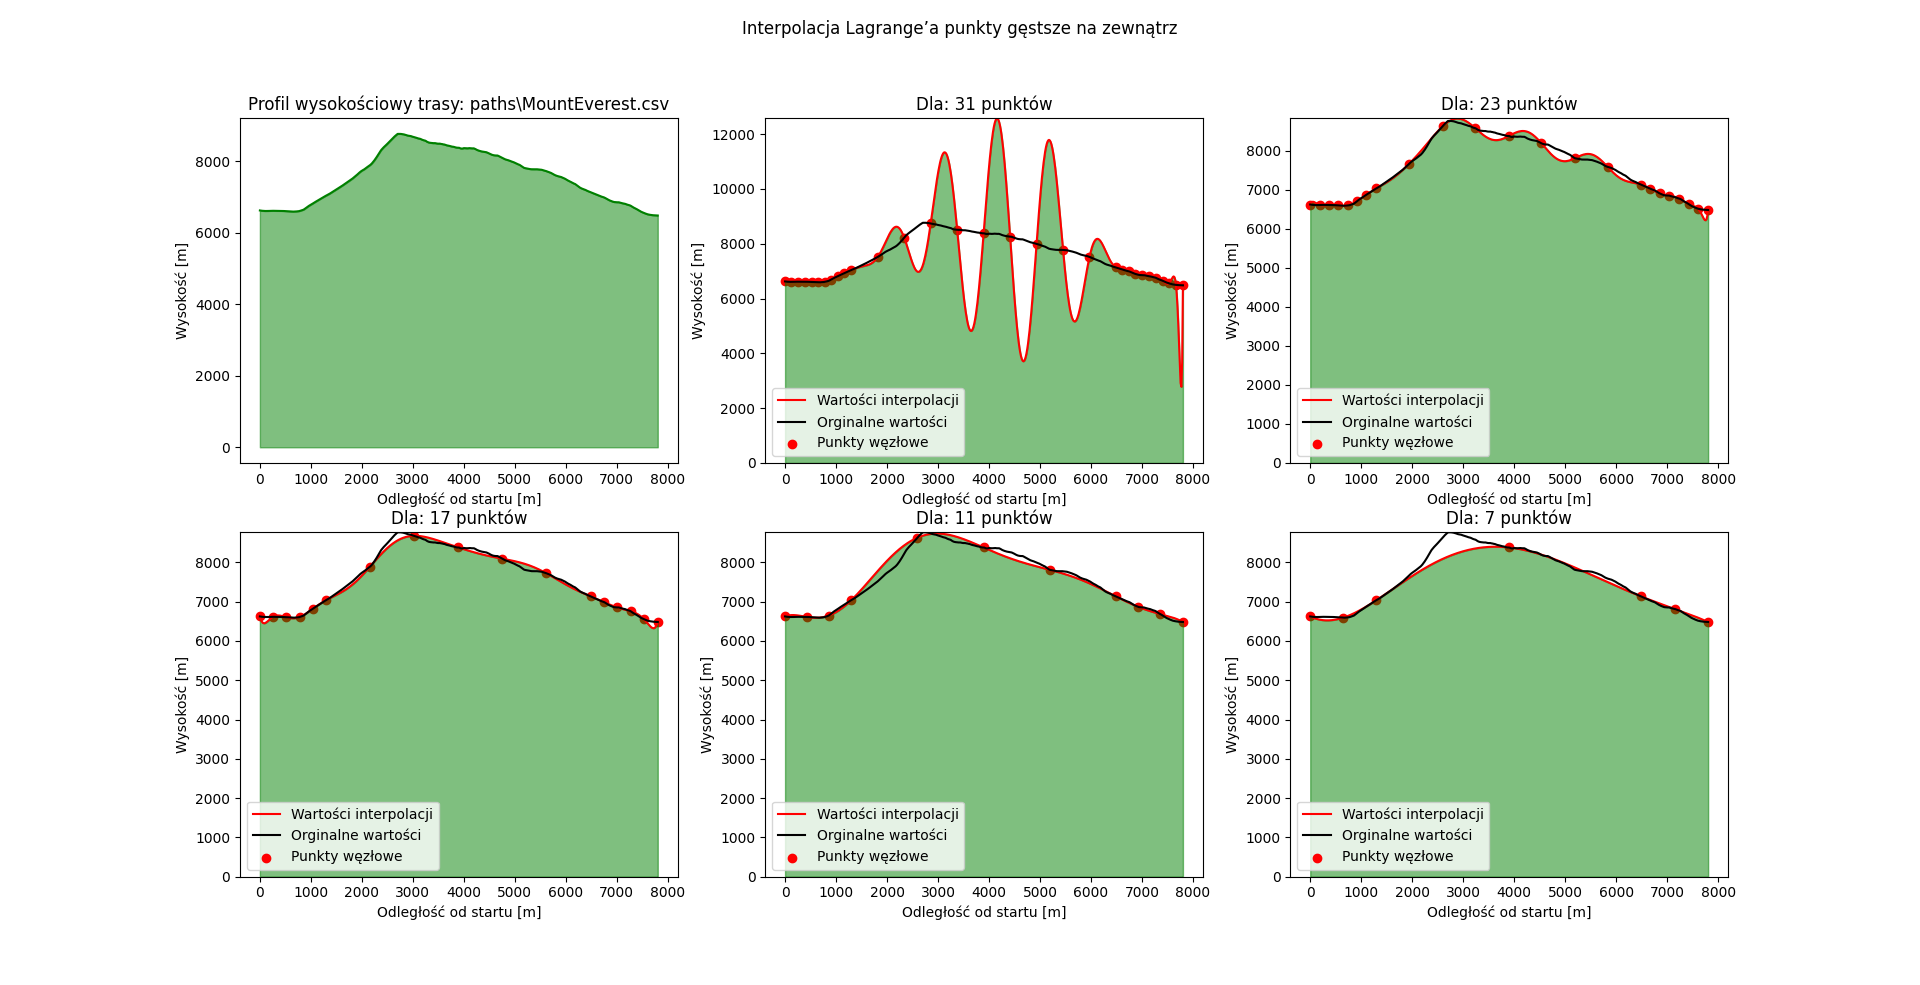 Interpolacja Lagrange’a punkty gęstsze na zewnątrz
Profil wysokościowy trasy: paths\MountEverest.csv
8000
6000
4000
2000
0
Wysokość [m]
0 1000 2000 3000 4000 5000 6000 7000 8000
Odległość od startu [m]
Dla: 31 punktów
12000
10000
8000
6000
4000
2000
0
Wysokość [m]
Wartości interpolacji
Orginalne wartości
Punkty węzłowe
0 1000 2000 3000 4000 5000 6000 7000 8000
Odległość od startu [m]
Dla: 23 punktów
8000
7000
6000
5000
4000
3000
2000
1000
0
Wysokość [m]
Wartości interpolacji
Orginalne wartości
Punkty węzłowe
0 1000 2000 3000 4000 5000 6000 7000 8000
Odległość od startu [m]
Dla: 17 punktów
8000
7000
6000
5000
4000
3000
2000
1000
0
Wysokość [m]
Wartości interpolacji
Orginalne wartości
Punkty węzłowe
0 1000 2000 3000 4000 5000 6000 7000 8000
Odległość od startu [m]
Dla: 11 punktów
8000
7000
6000
5000
4000
3000
2000
1000
0
Wysokość [m]
Wartości interpolacji
Orginalne wartości
Punkty węzłowe
0 1000 2000 3000 4000 5000 6000 7000 8000
Odległość od startu [m]
Dla: 7 punktów
8000
7000
6000
5000
4000
3000
2000
1000
0
Wysokość [m]
Wartości interpolacji
Orginalne wartości
Punkty węzłowe
0 1000 2000 3000 4000 5000 6000 7000 8000
Odległość od startu [m]